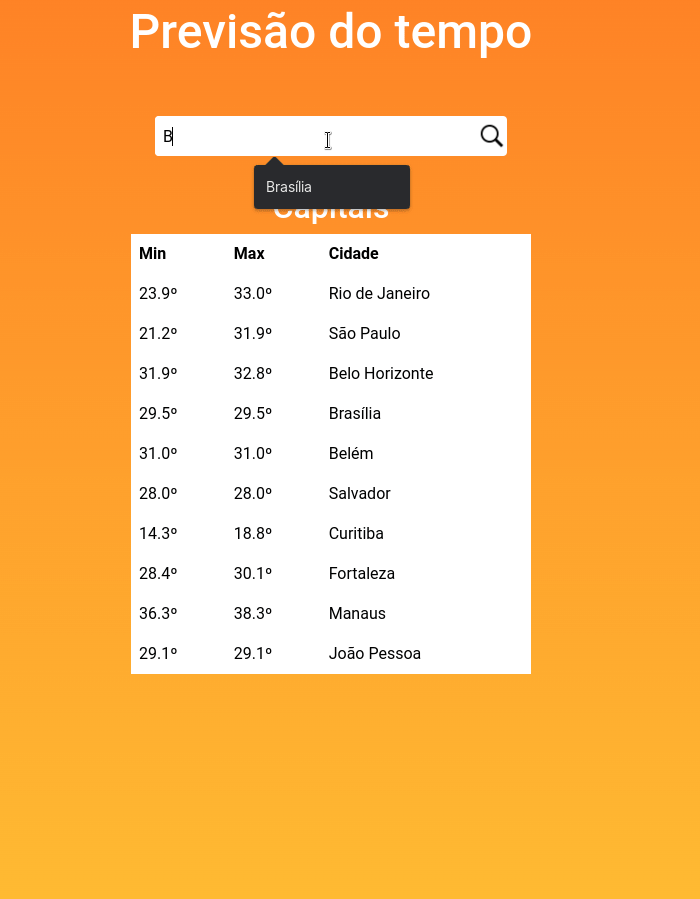 Previsão do tempo
B
Brasília
Capitais
Min Max Cidade
23.9º 33.0º Rio de Janeiro
21.2º 31.9º São Paulo
31.9º 32.8º Belo Horizonte
29.5º 29.5º Brasília
31.0º 31.0º Belém
28.0º 28.0º Salvador
14.3º 18.8º Curitiba
28.4º 30.1º Fortaleza
36.3º 38.3º Manaus
29.1º 29.1º João Pessoa